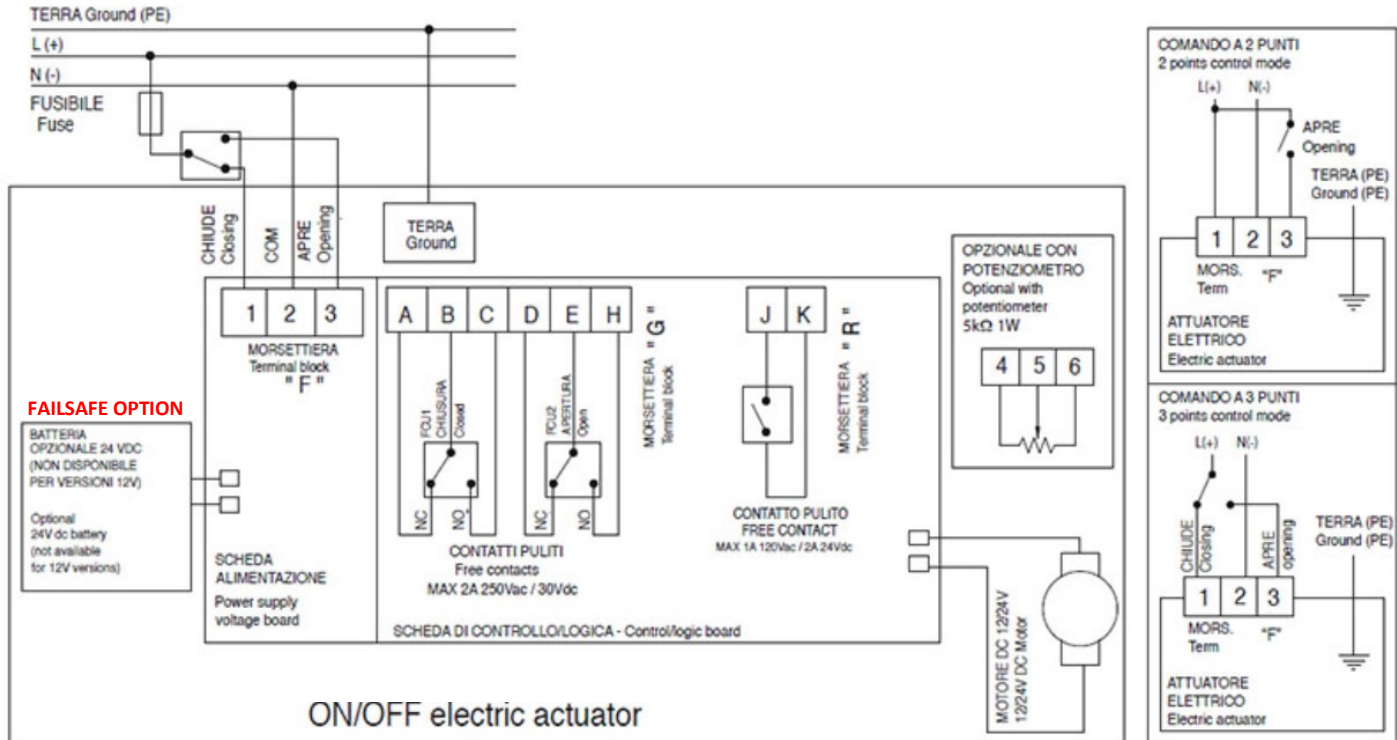 TERRA Ground (PE)
L (+)
N (-)
FUSIBILE
Fuse
CHIUDE
Closing
COM
APRE
Opening
TERRA
Ground
1 2 3
MORSETTIERA
Terminal block
" F "
FAILSAFE OPTION
BATTERIA
OPZIONALE 24 VDC
(NON DISPONIBILE
PER VERSIONI 12V)
Optional
24V dc battery
(not available
for 12V versions)
SCHEDA
ALIMENTAZIONE
Power supply
voltage board
A B C D E H
MORSETTIERA " G "
Terminal block
FCU1
CHIUSURA
Closed
FCU2
APERTURA
Open
NC
NO
NC
NO
CONTATTI PULITI
Free contacts
MAX 2A 250Vac / 30Vdc
J K
MORSETTIERA " R "
Terminal block
CONTATTO PULITO
FREE CONTACT
MAX 1A 120Vac / 2A 24Vdc
SCHEDA DI CONTROLLO/LOGICA - Control/logic board
OPZIONALE CON
POTENZIOMETRO
Optional with
potentiometer
5kΩ 1W
4 5 6
MOTORE DC 12/24V
12/24V DC Motor
ON/OFF electric actuator
COMANDO A 2 PUNTI
2 points control mode
L(+) N(-)
APRE
Opening
TERRA (PE)
Ground (PE)
1 2 3
MORS. "F"
Term
ATTUATORE
ELETTRICO
Electric actuator
COMANDO A 3 PUNTI
3 points control mode
L(+) N(-)
CHIUDE
Closing
APRE
opening
TERRA (PE)
Ground (PE)
1 2 3
MORS. "F"
Term
ATTUATORE
ELETTRICO
Electric actuator